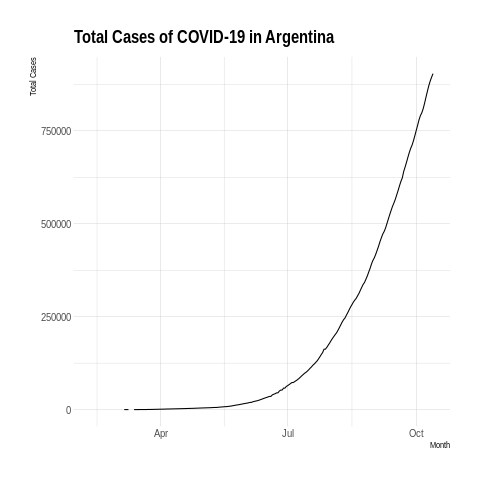 Total Cases of COVID-19 in Argentina
Total Cases
750000
500000
250000
0
Apr Jul Oct
Month